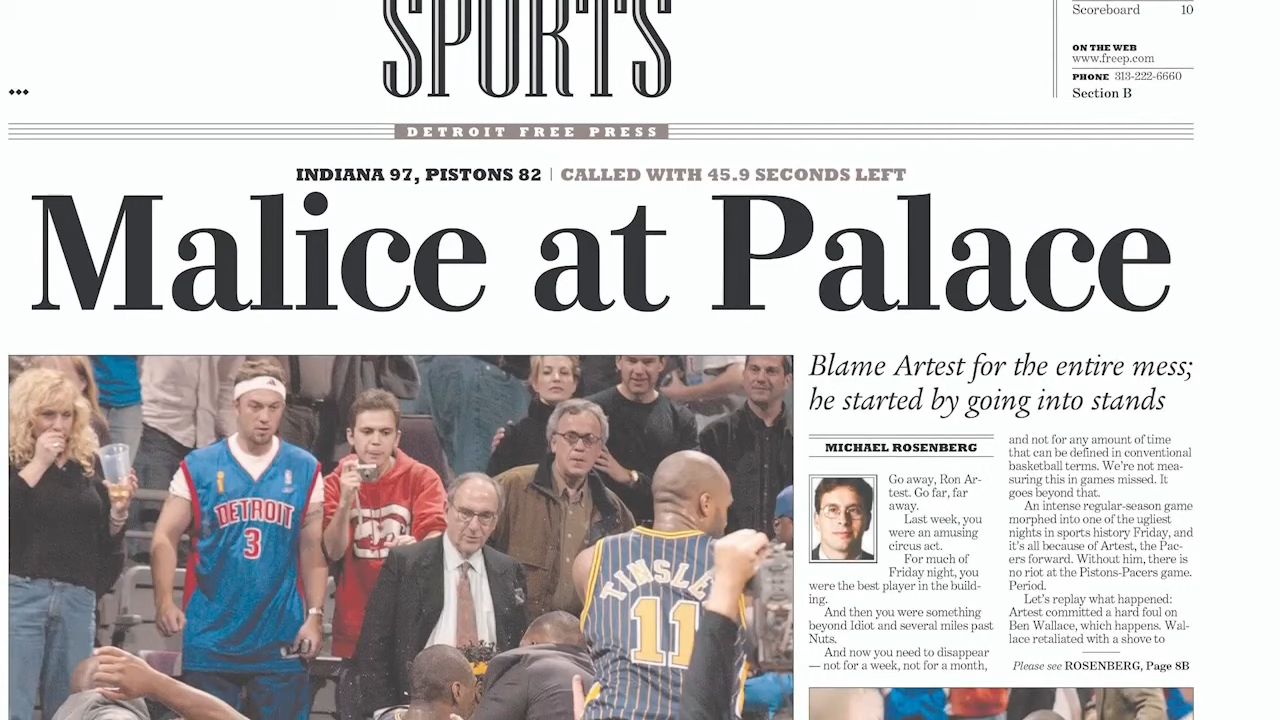 SPORTS
Scoreboard 10
ON THE WEB
www.freep.com
PHONE 313-222-6660
Section B
DETROIT FREE PRESS
INDIANA 97, PISTONS 82 | CALLED WITH 45.9 SECONDS LEFT
Malice at Palace
Blame Artest for the entire mess;
he started by going into stands
MICHAEL ROSENBERG
Go away, Ron Ar-
test. Go far, far
away.
Last week, you
were an amusing
circus act.
For much of
Friday night, you
were the best player in the build-
ing.
And then you were something
beyond Idiot and several miles past
Nuts.
And now you need to disappear
— not for a week, not for a month,
and not for any amount of time
that can be defined in conventional
basketball terms. We're not mea-
suring this in games missed. It
goes beyond that.
An intense regular-season game
morphed into one of the ugliest
nights in sports history Friday, and
it's all because of Artest, the Pac-
ers forward. Without him, there is
no riot at the Pistons-Pacers game.
Period.
Let's replay what happened:
Artest committed a hard foul on
Ben Wallace, which happens. Wal-
lace retaliated with a shove to
Please see ROSENBERG, Page 8B
DETROIT
3
TINSLE
11